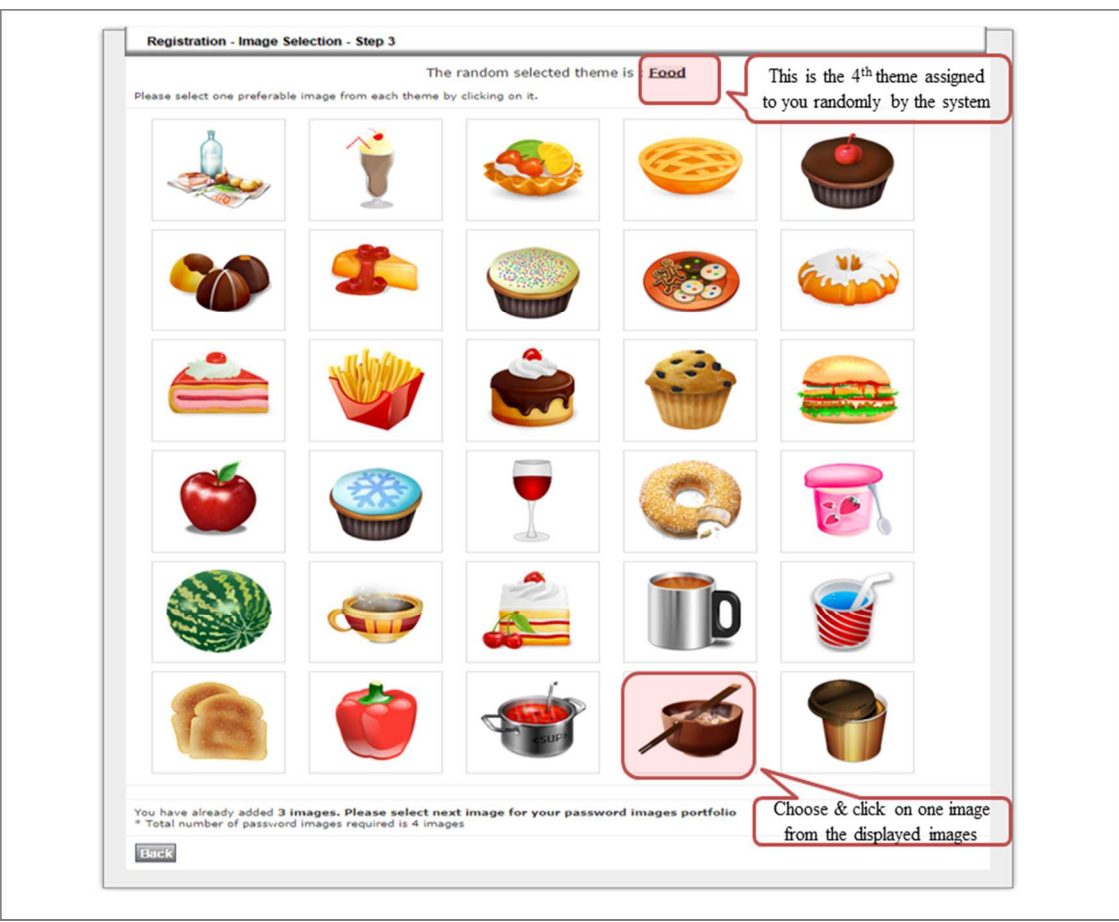 Registration - Image Selection - Step 3
The random selected theme is : Food
This is the 4th theme assigned
to you randomly by the system
Please select one preferable image from each theme by clicking on it.
<SUP>
You have already added 3 images. Please select next image for your password images portfolio
* Total number of password images required is 4 images
Choose & click on one image
from the displayed images
Back